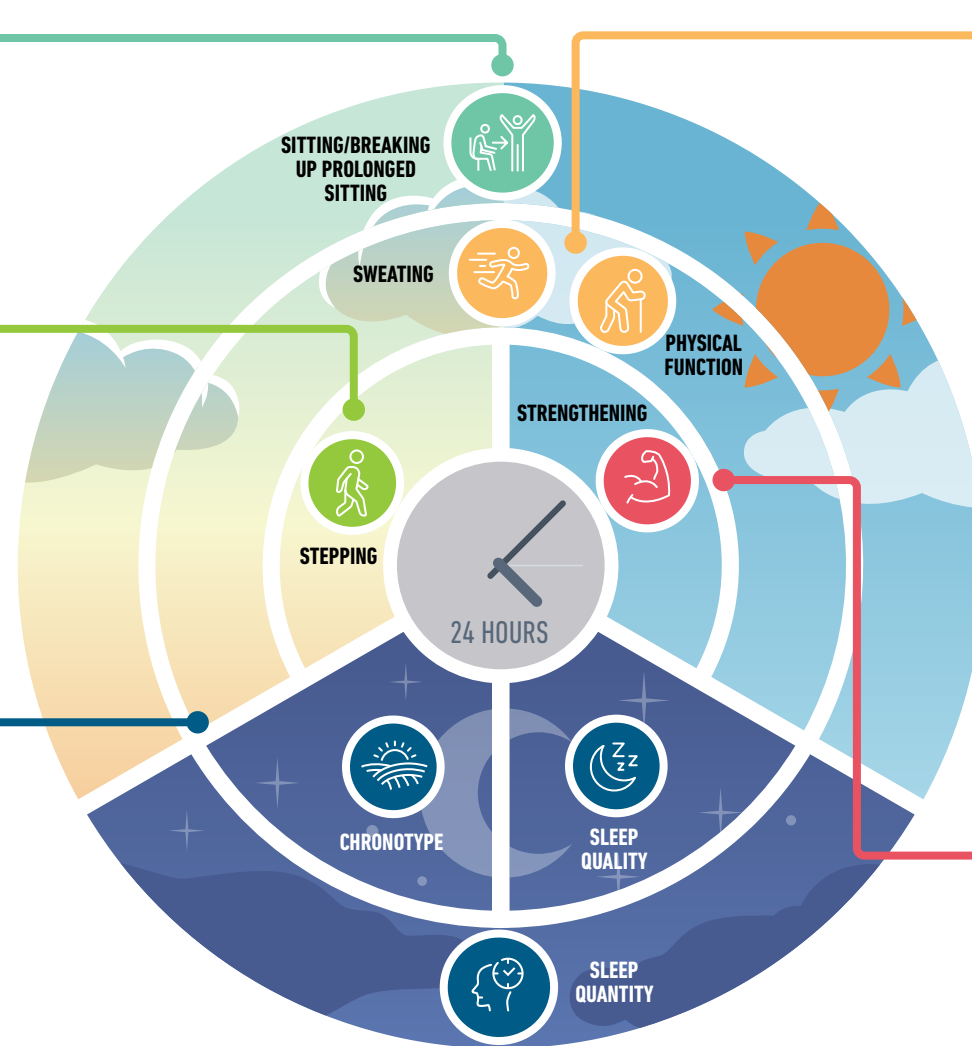 SITTING/BREAKING
UP PROLONGED
SITTING
SWEATING
PHYSICAL
FUNCTION
STRENGTHENING
STEPPING
24 HOURS
CHRONOTYPE
SLEEP
QUALITY
SLEEP
QUANTITY